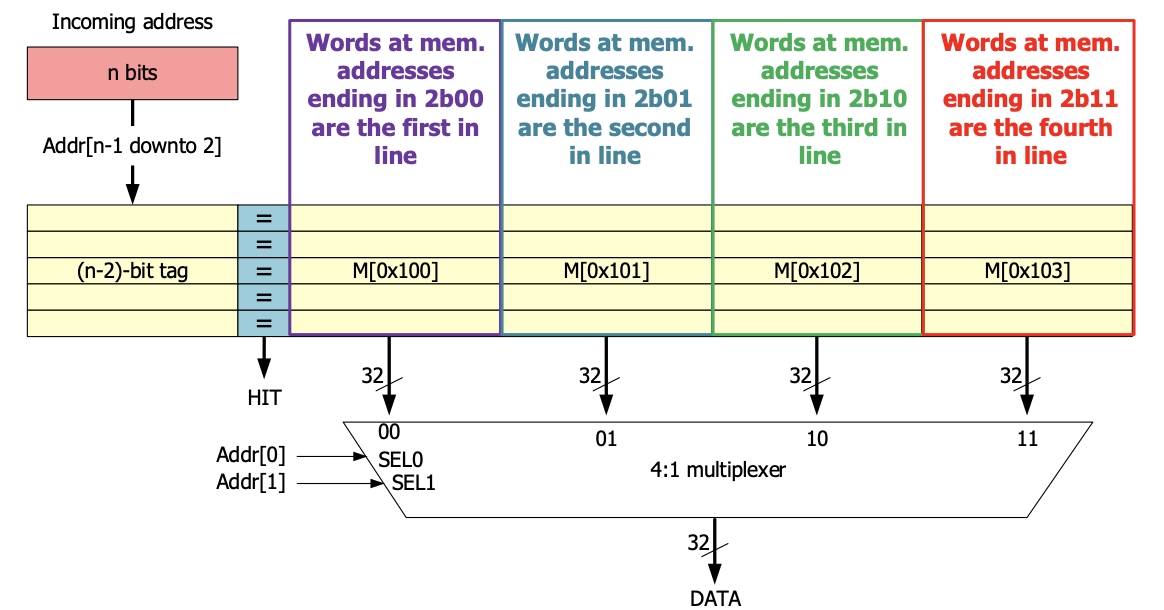 Incoming address
n bits
Addr[n-1 downto 2]
Words at mem.
addresses
ending in 2b00
are the first in
line
Words at mem.
addresses
ending in 2b01
are the second
in line
Words at mem.
addresses
ending in 2b10
are the third in
line
Words at mem.
addresses
ending in 2b11
are the fourth
in line
=
=
(n-2)-bit tag = M[0x100] M[0x101] M[0x102] M[0x103]
=
=
HIT
32 32 32 32
00 01 10 11
Addr[0] SEL0
Addr[1] SEL1
4:1 multiplexer
32
DATA